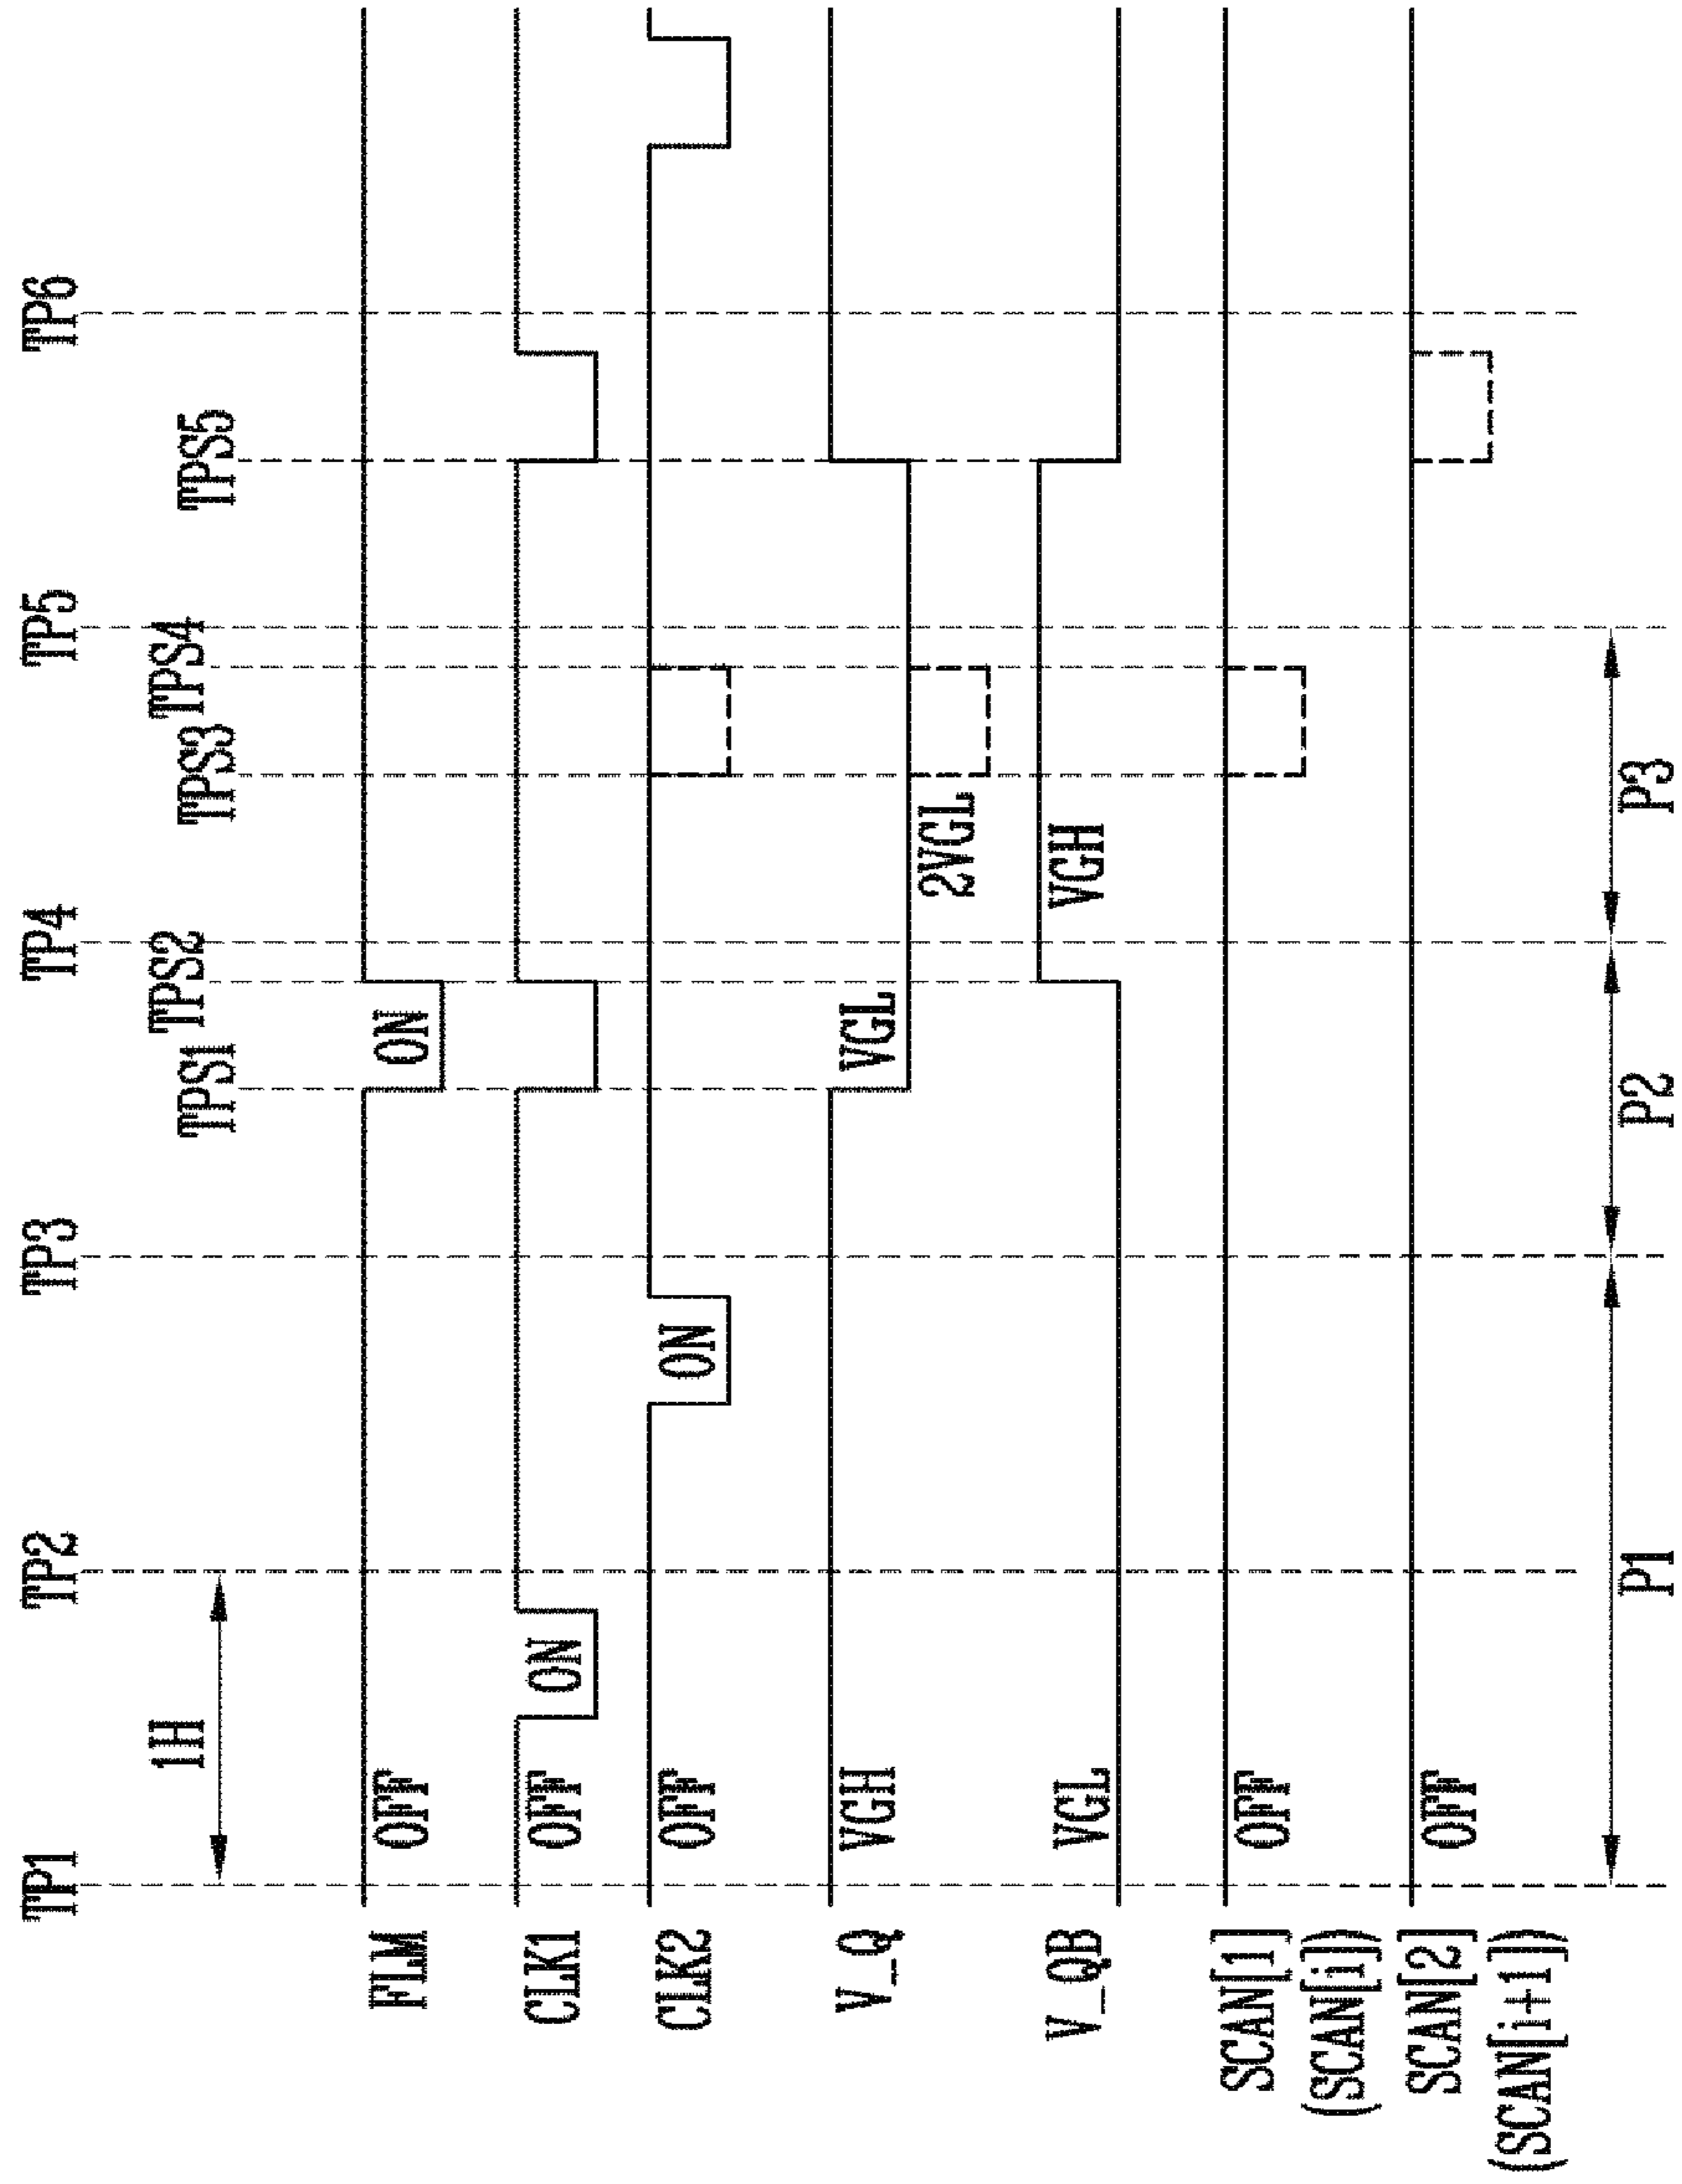 TP1 TP2 TP3 TP4 TP5 TP6
1H TPS2 TPS4
TPS1 TPS3 TPS5
FLM OFF ON
CLK1 OFF ON
CLK2 OFF ON
V_Q VGH VGL
2VGL
V_QB VGL VGH
SCAN[1] OFF
(SCAN[i])
SCAN[2] OFF
(SCAN[i+1])
P1 P2 P3